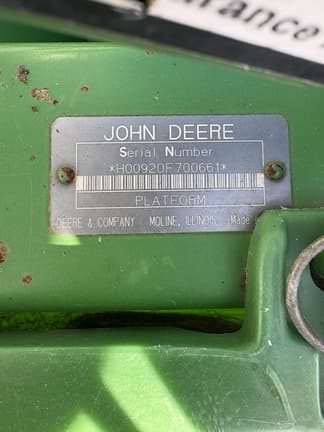 JOHN DEERE
Serial Number
*H00920F700661*
PLATFORM
DEERE & COMPANY MOLINE, ILLINOIS Made